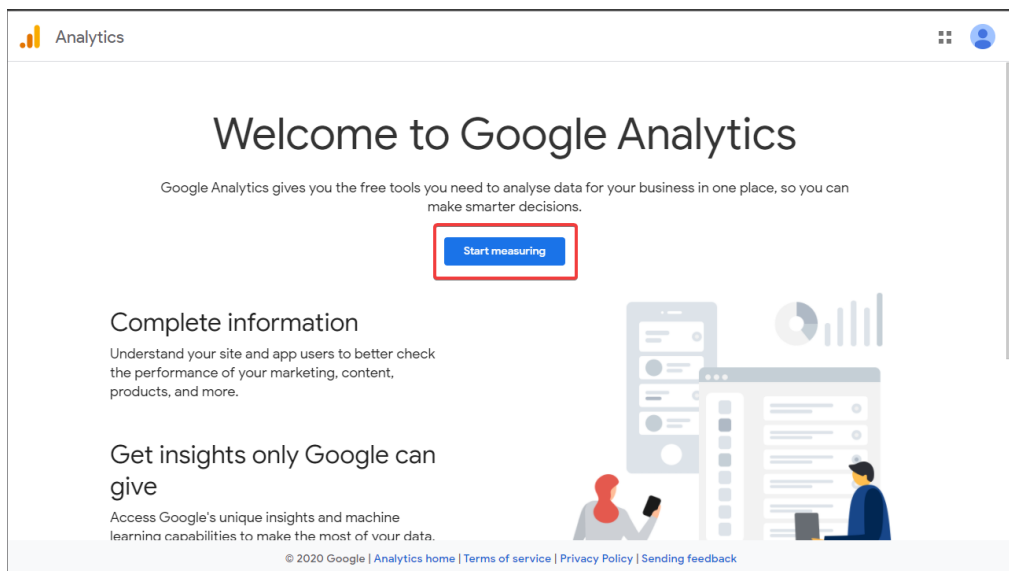 Analytics
Welcome to Google Analytics
Google Analytics gives you the free tools you need to analyse data for your business in one place, so you can
make smarter decisions.
Start measuring
Complete information
Understand your site and app users to better check
the performance of your marketing, content,
products, and more.
Get insights only Google can
give
Access Google's unique insights and machine
learning capabilities to make the most of your data.
© 2020 Google | Analytics home | Terms of service | Privacy Policy | Sending feedback